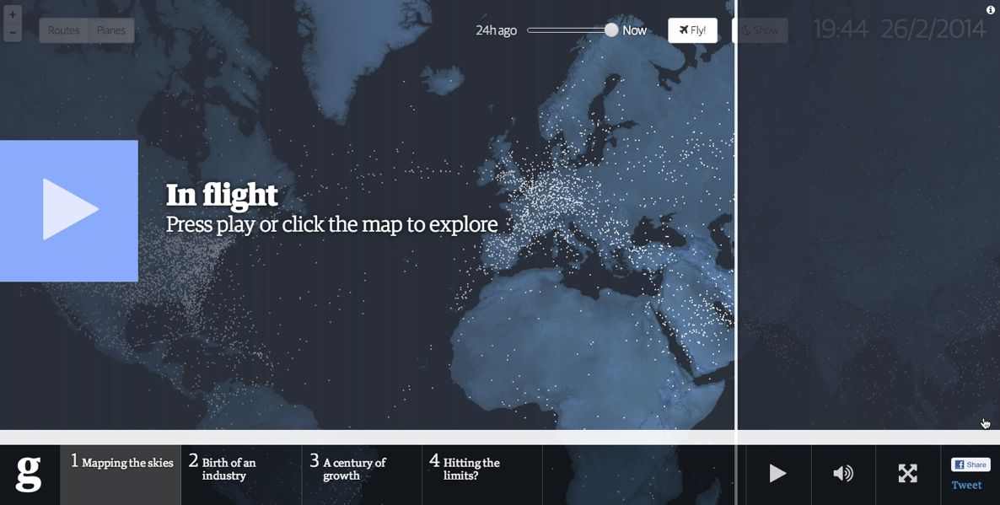 +
Routes Planes
24h ago Now
Fly!
Show
19:44 26/2/2014
i
-
In flight
Press play or click the map to explore
g
1 Mapping the skies
2 Birth of an
industry
3 A century of
growth
4 Hitting the
limits?
f Share
Tweet